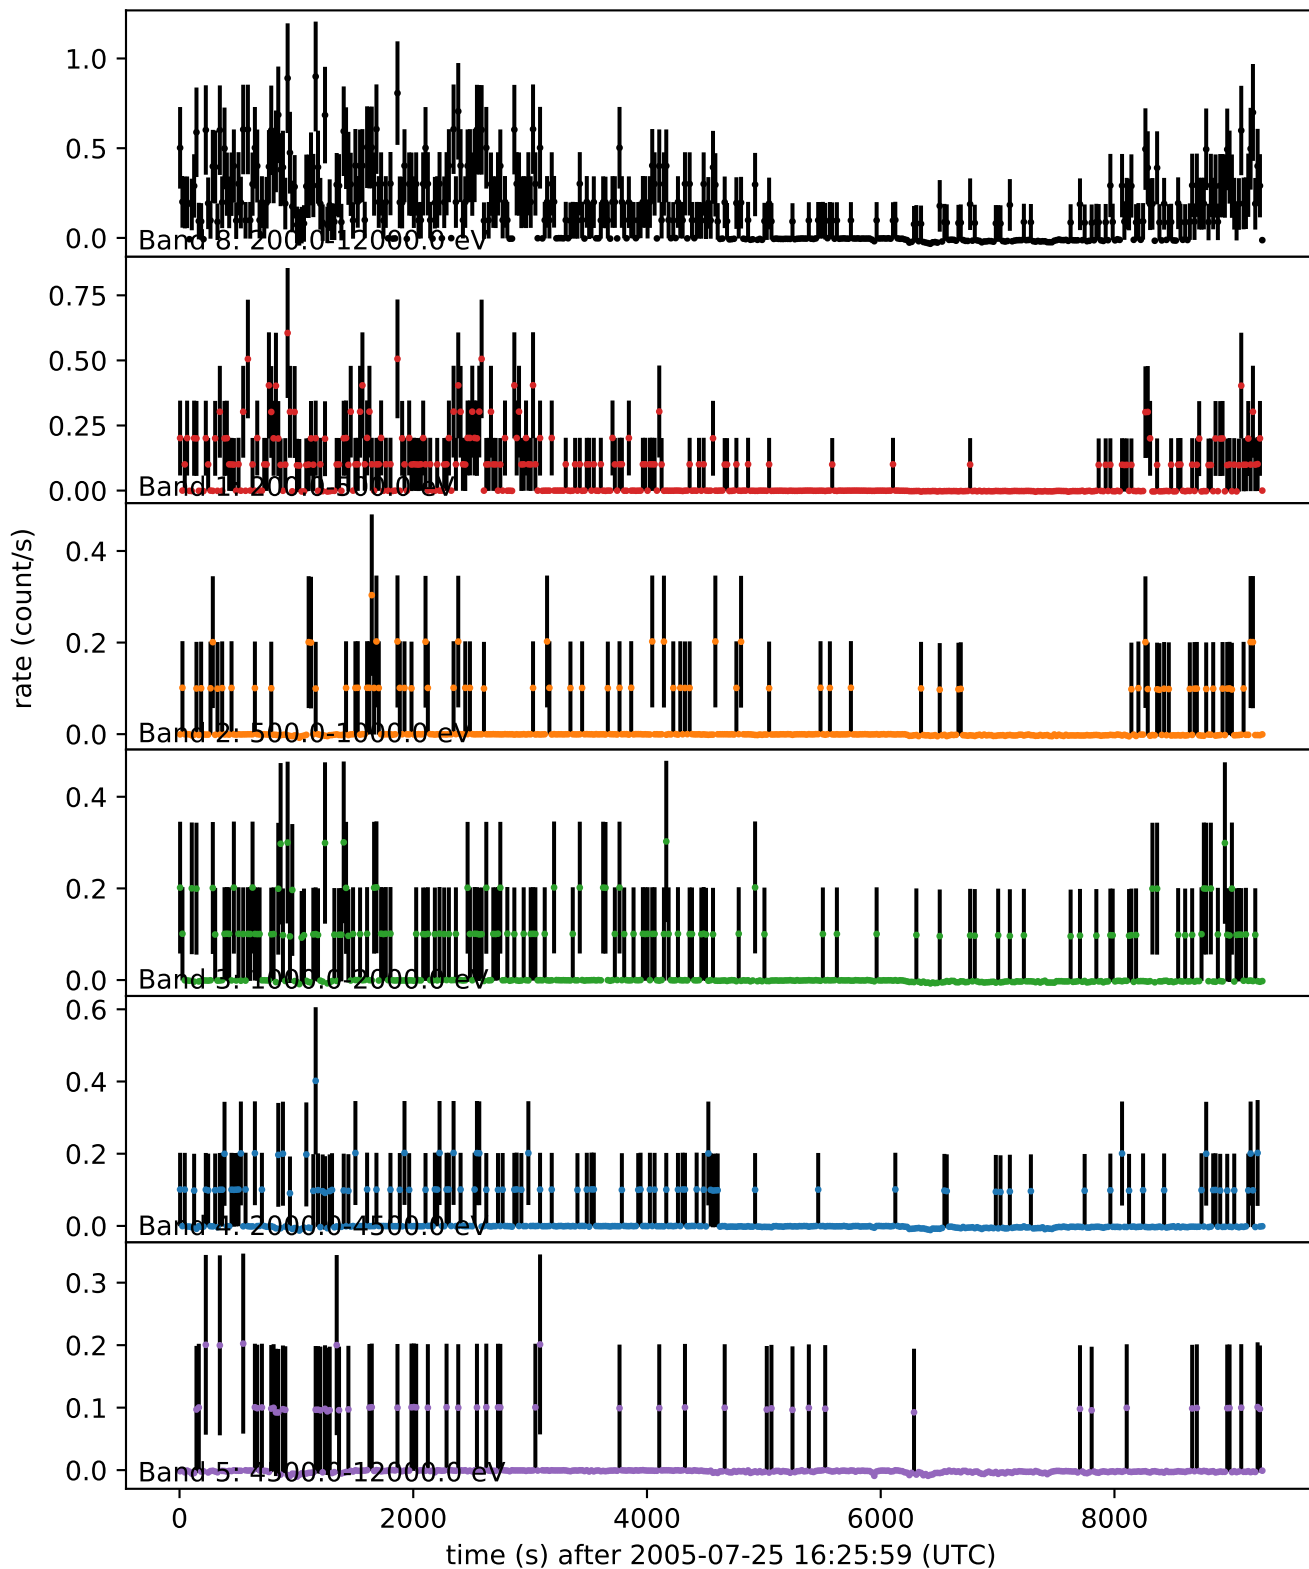 1.0
0.5
0.0
Band 8: 200.0-12000.0 eV
0.75
0.50
0.25
0.00
Band 1: 200.0-500.0 eV
rate (count/s)
0.4
0.2
0.0
Band 2: 500.0-1000.0 eV
0.4
0.2
0.0
Band 3: 1000.0-2000.0 eV
0.6
0.4
0.2
0.0
Band 4: 2000.0-4500.0 eV
0.3
0.2
0.1
0.0
Band 5: 4500.0-12000.0 eV
0 2000 4000 6000 8000
time (s) after 2005-07-25 16:25:59 (UTC)